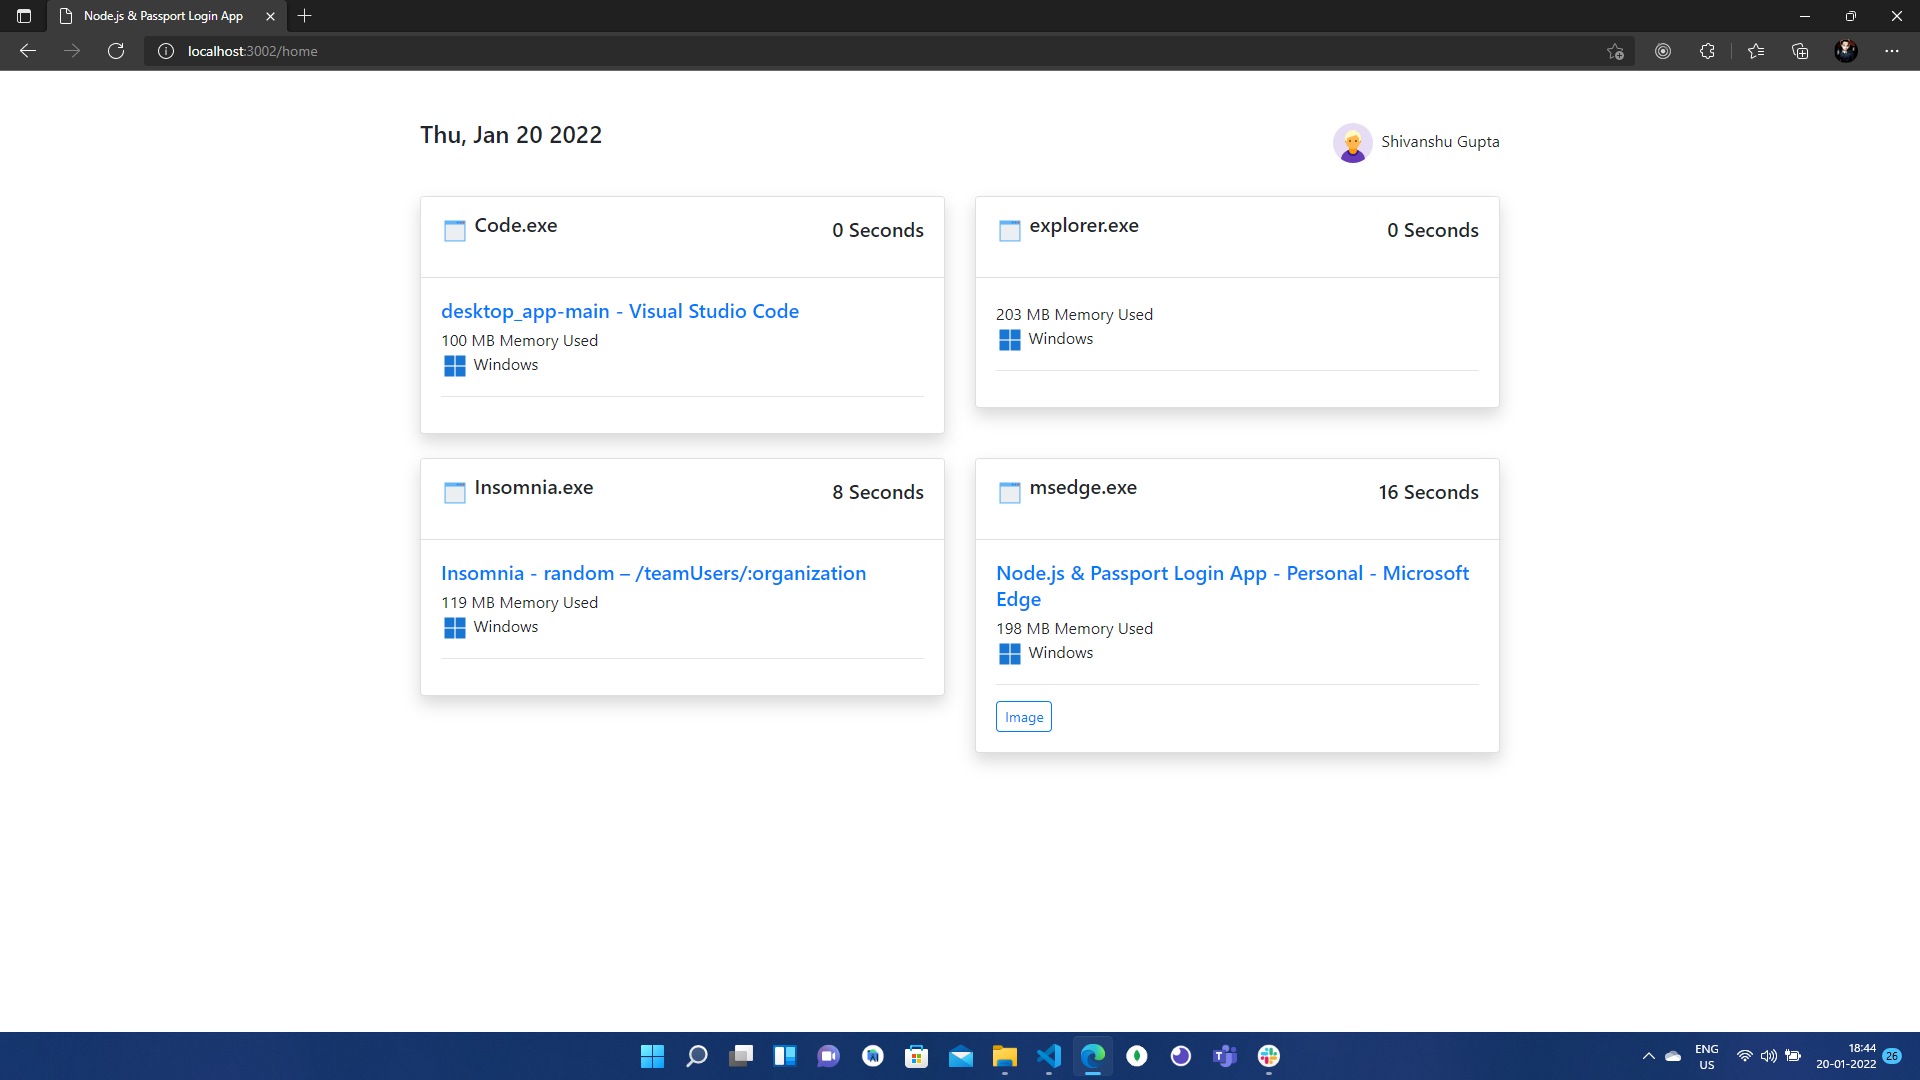 Node.js & Passport Login App
localhost:3002/home
Thu, Jan 20 2022
Shivanshu Gupta
Code.exe
0 Seconds
desktop_app-main - Visual Studio Code
100 MB Memory Used
Windows
explorer.exe
0 Seconds
203 MB Memory Used
Windows
Insomnia.exe
8 Seconds
Insomnia - random – /teamUsers/:organization
119 MB Memory Used
Windows
msedge.exe
16 Seconds
Node.js & Passport Login App - Personal - Microsoft
Edge
198 MB Memory Used
Windows
Image
ENG
US
18:44
20-01-2022
26